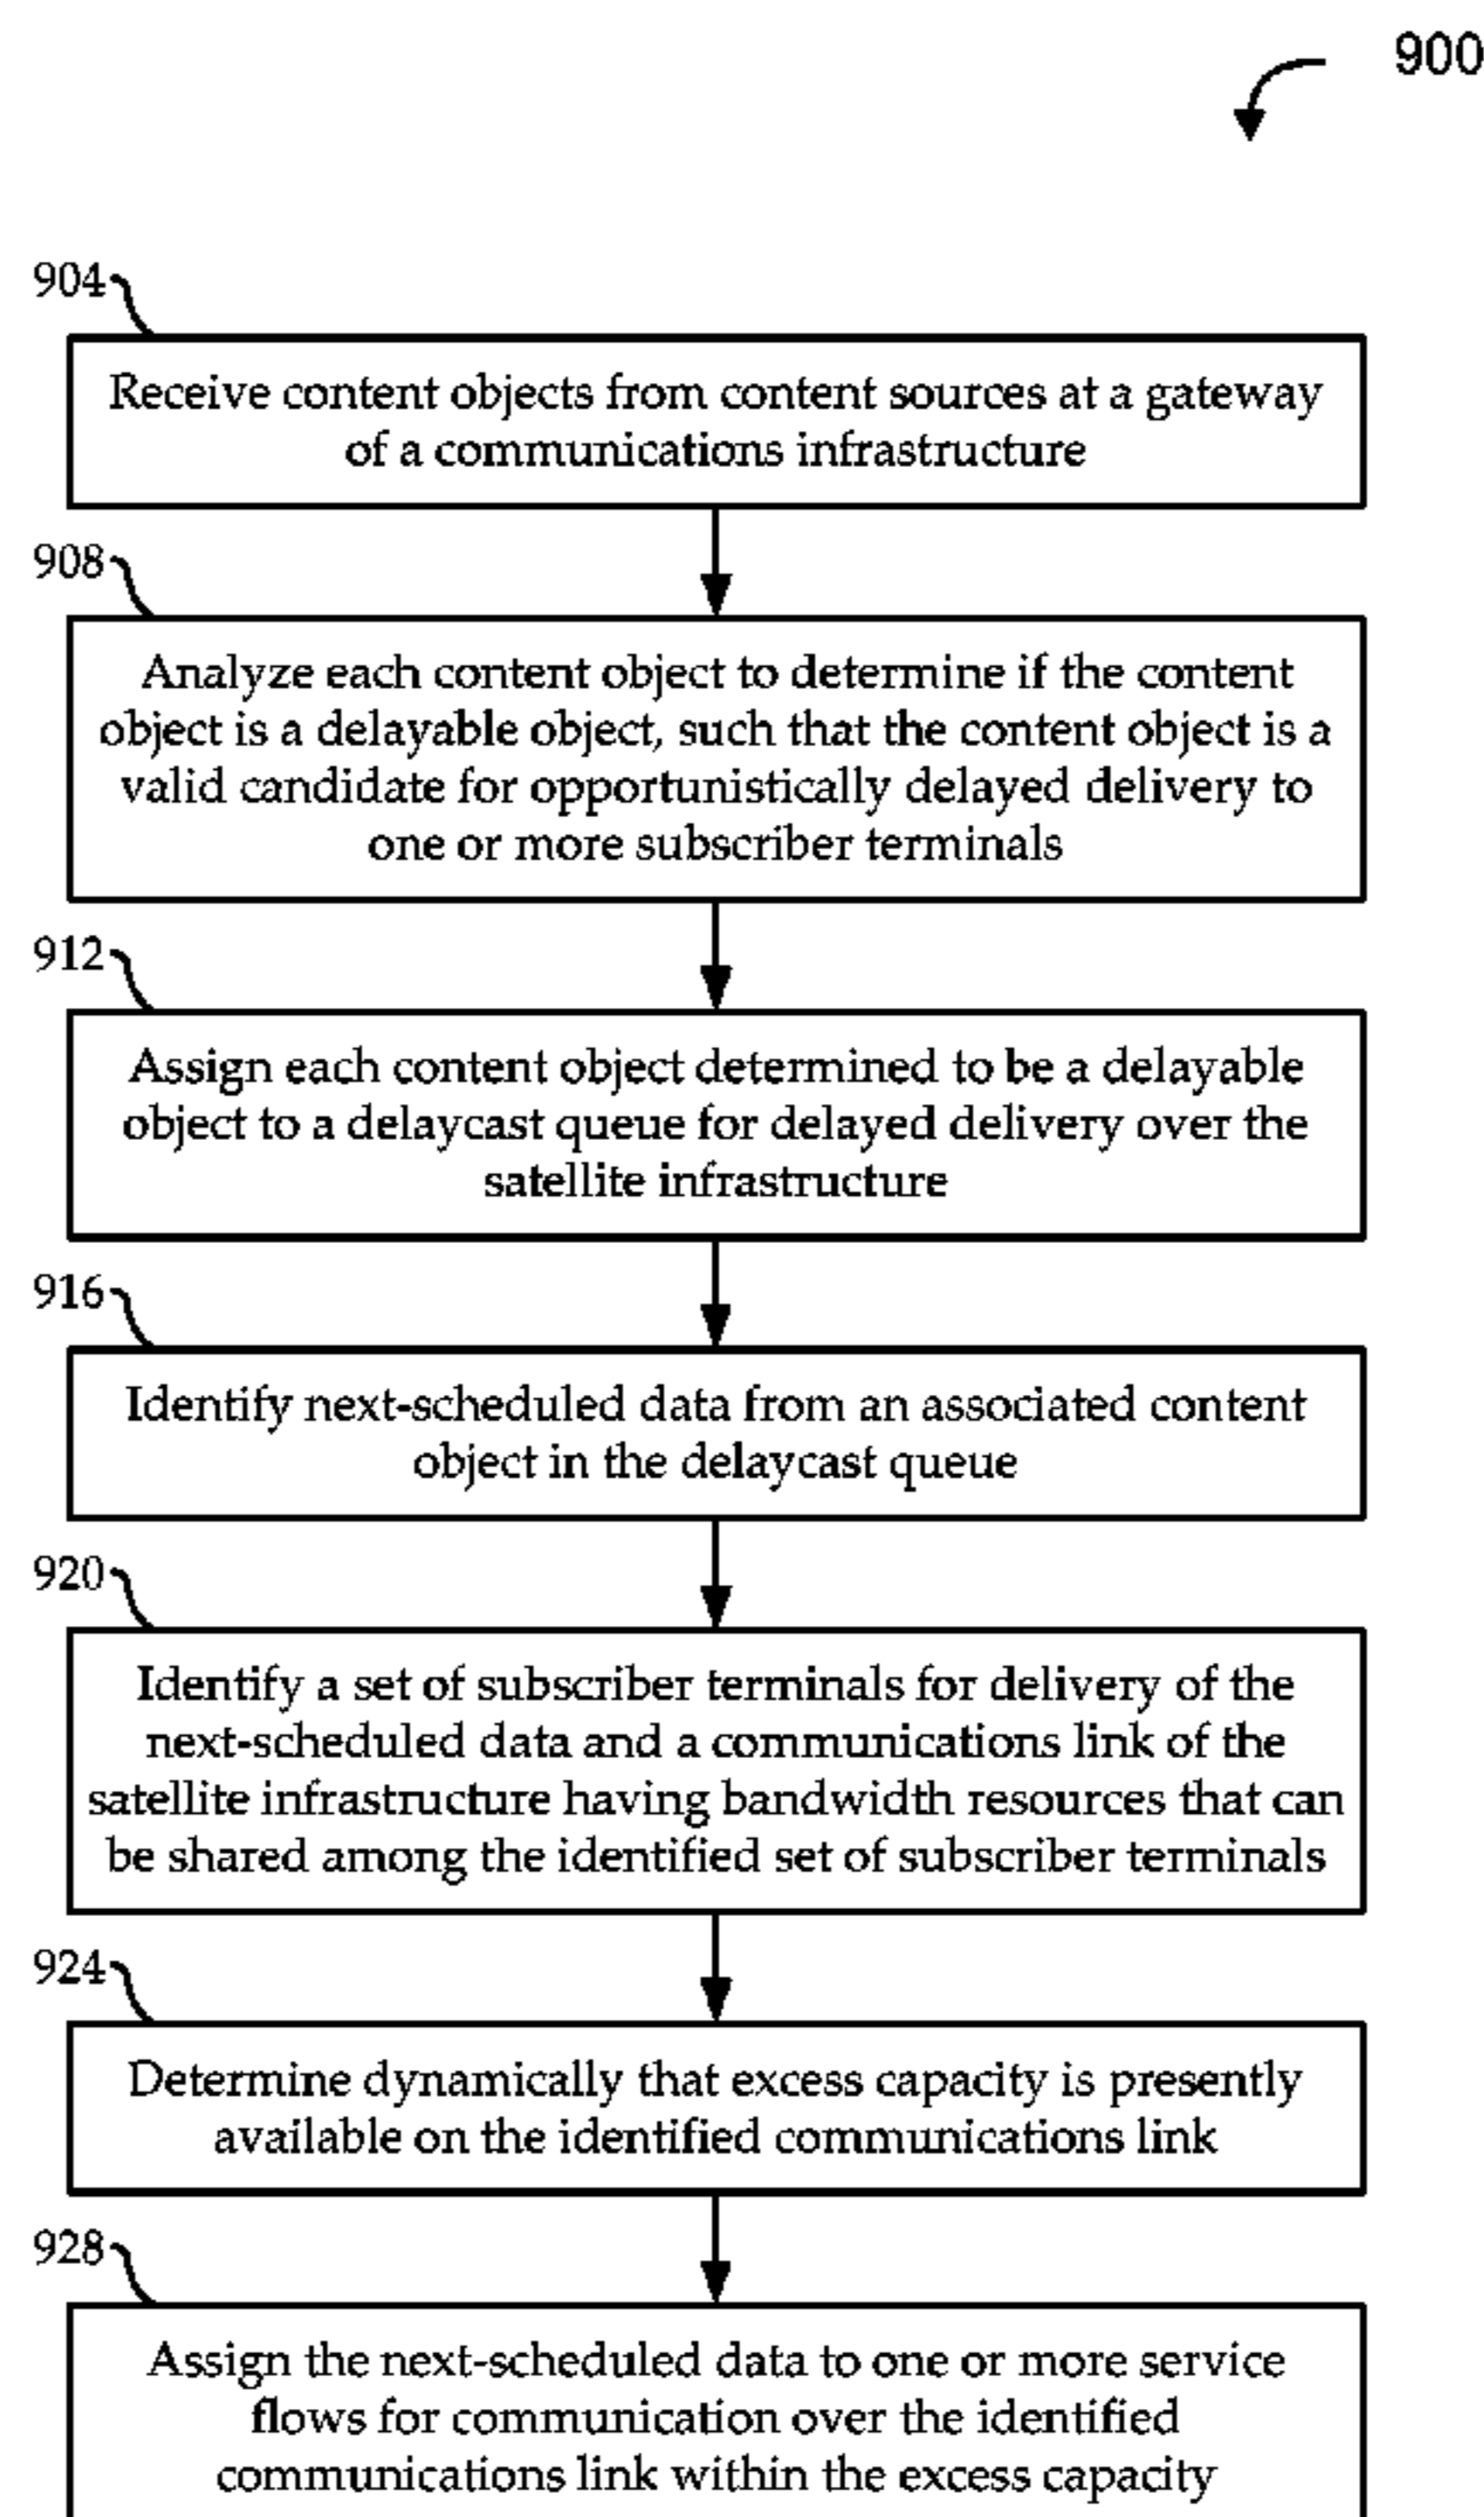 900
904
Receive content objects from content sources at a gateway
of a communications infrastructure
908
Analyze each content object to determine if the content
object is a delayable object, such that the content object is a
valid candidate for opportunistically delayed delivery to
one or more subscriber terminals
912
Assign each content object determined to be a delayable
object to a delaycast queue for delayed delivery over the
satellite infrastructure
916
Identify next-scheduled data from an associated content
object in the delaycast queue
920
Identify a set of subscriber terminals for delivery of the
next-scheduled data and a communications link of the
satellite infrastructure having bandwidth resources that can
be shared among the identified set of subscriber terminals
924
Determine dynamically that excess capacity is presently
available on the identified communications link
928
Assign the next-scheduled data to one or more service
flows for communication over the identified
communications link within the excess capacity